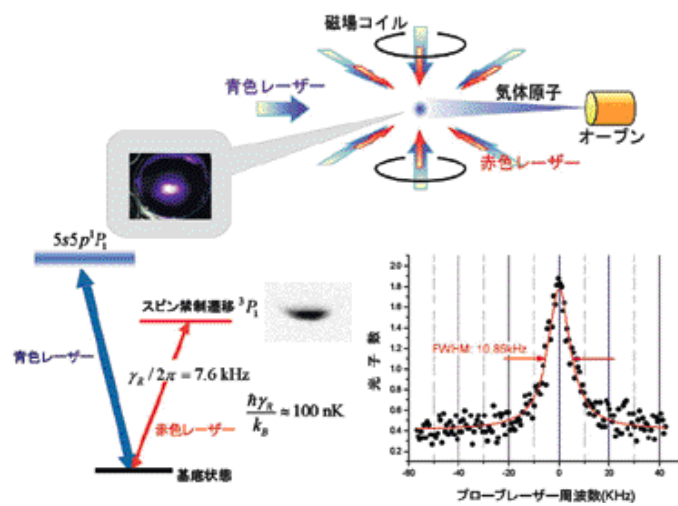 磁場コイル
青色レーザー
気体原子
オーブン
赤色レーザー
5s5p¹P₁
スピン禁制遷移 ³P₁
青色レーザー
γ_R/2π = 7.6 kHz
ħγ_R/k_B ≈ 100 nK
赤色レーザー
基底状態
2.0
1.8
1.6
1.4
1.2
1.0
0.8
0.6
0.4
0.2
光子数
FWHM: 10.85kHz
-40 -20 0 20 40
プローブレーザー周波数(KHz)